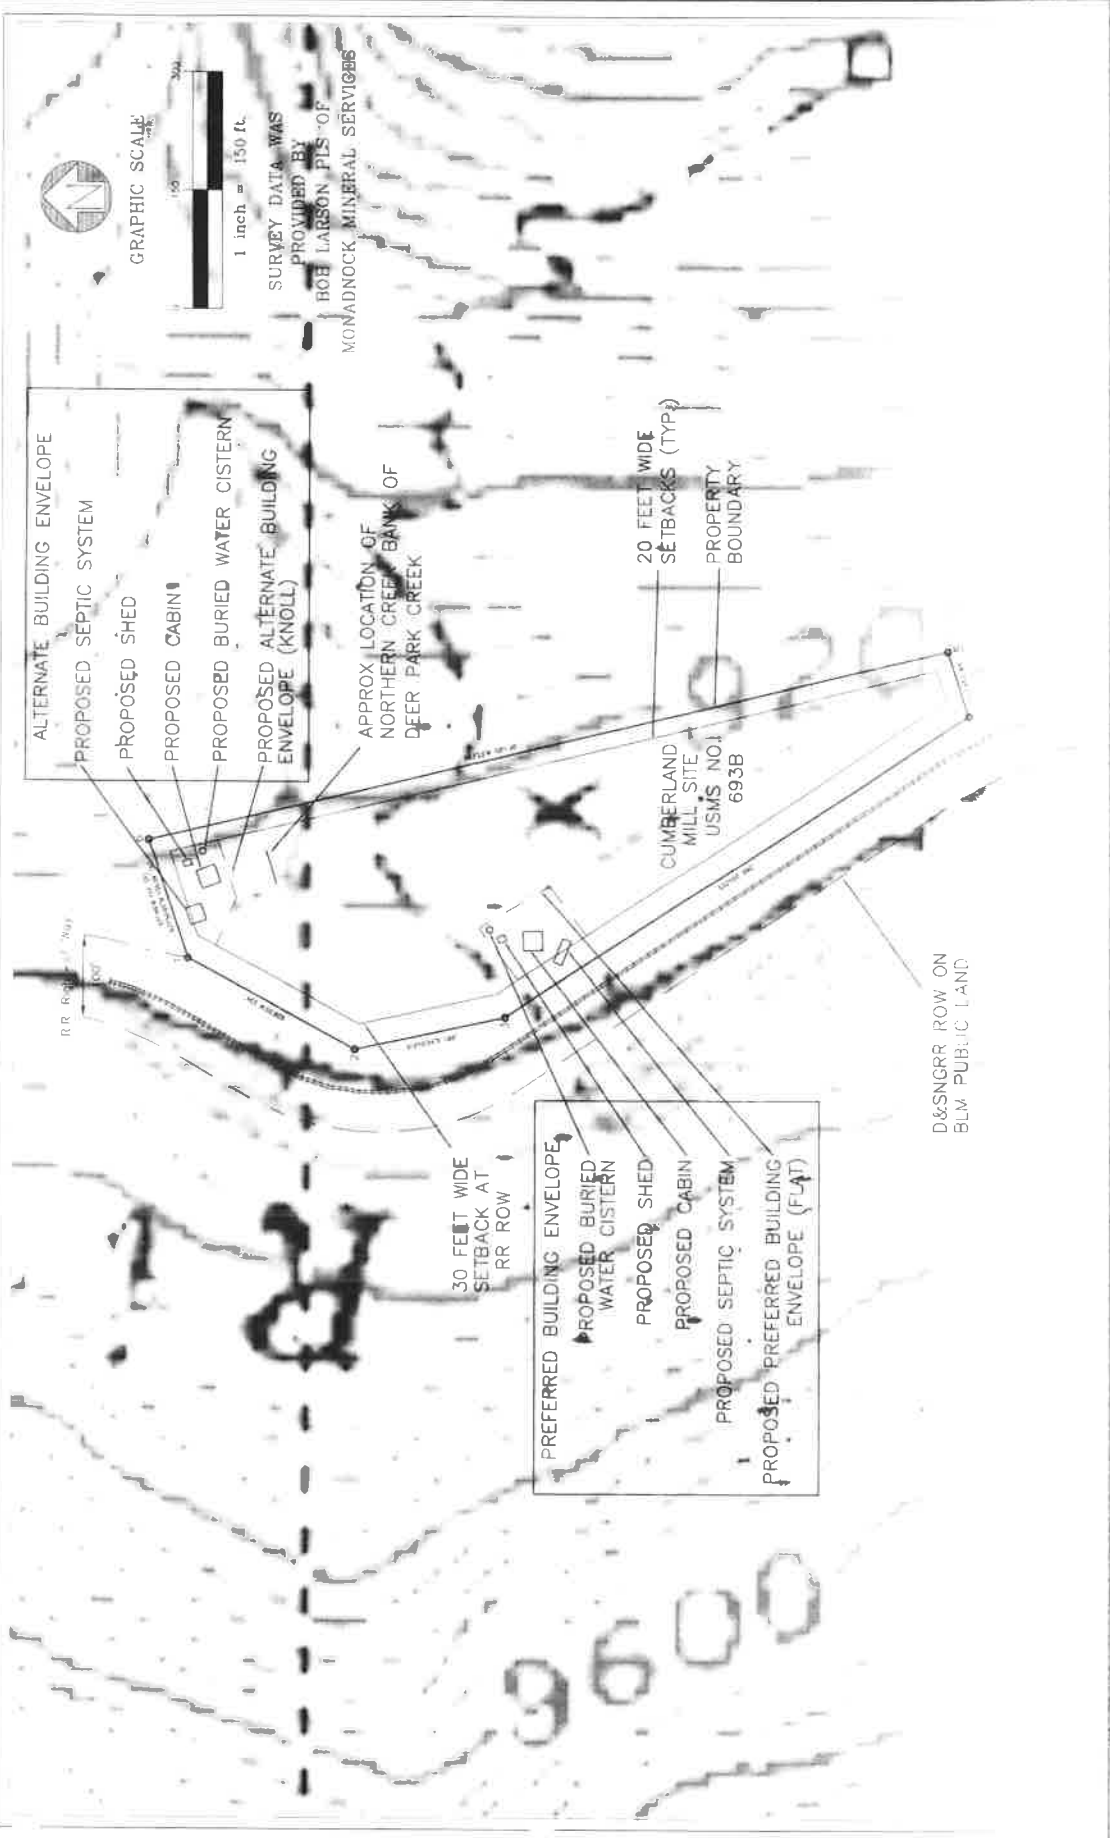 N
GRAPHIC SCALE
150
300
1 inch = 150 ft.
SURVEY DATA WAS
PROVIDED BY
BOB LARSON PLS OF
MONADNOCK MINERAL SERVICES
ALTERNATE BUILDING ENVELOPE
PROPOSED SEPTIC SYSTEM
PROPOSED SHED
PROPOSED CABIN
PROPOSED BURIED WATER CISTERN
PROPOSED ALTERNATE BUILDING
ENVELOPE (KNOLL)
APPROX LOCATION OF
NORTHERN CREEK BANK OF
DEER PARK CREEK
20 FEET WIDE
SETBACKS (TYP.)
PROPERTY
BOUNDARY
CUMBERLAND
MILL SITE
USMS NO.
693B
RR
100'
30 FEET WIDE
SETBACK AT
RR ROW
D&SNGRR ROW ON
BLM PUBLIC LAND
PREFERRED BUILDING ENVELOPE
PROPOSED BURIED
WATER CISTERN
PROPOSED SHED
PROPOSED CABIN
PROPOSED SEPTIC SYSTEM
PROPOSED PREFERRED BUILDING
ENVELOPE (FLAT)
9600